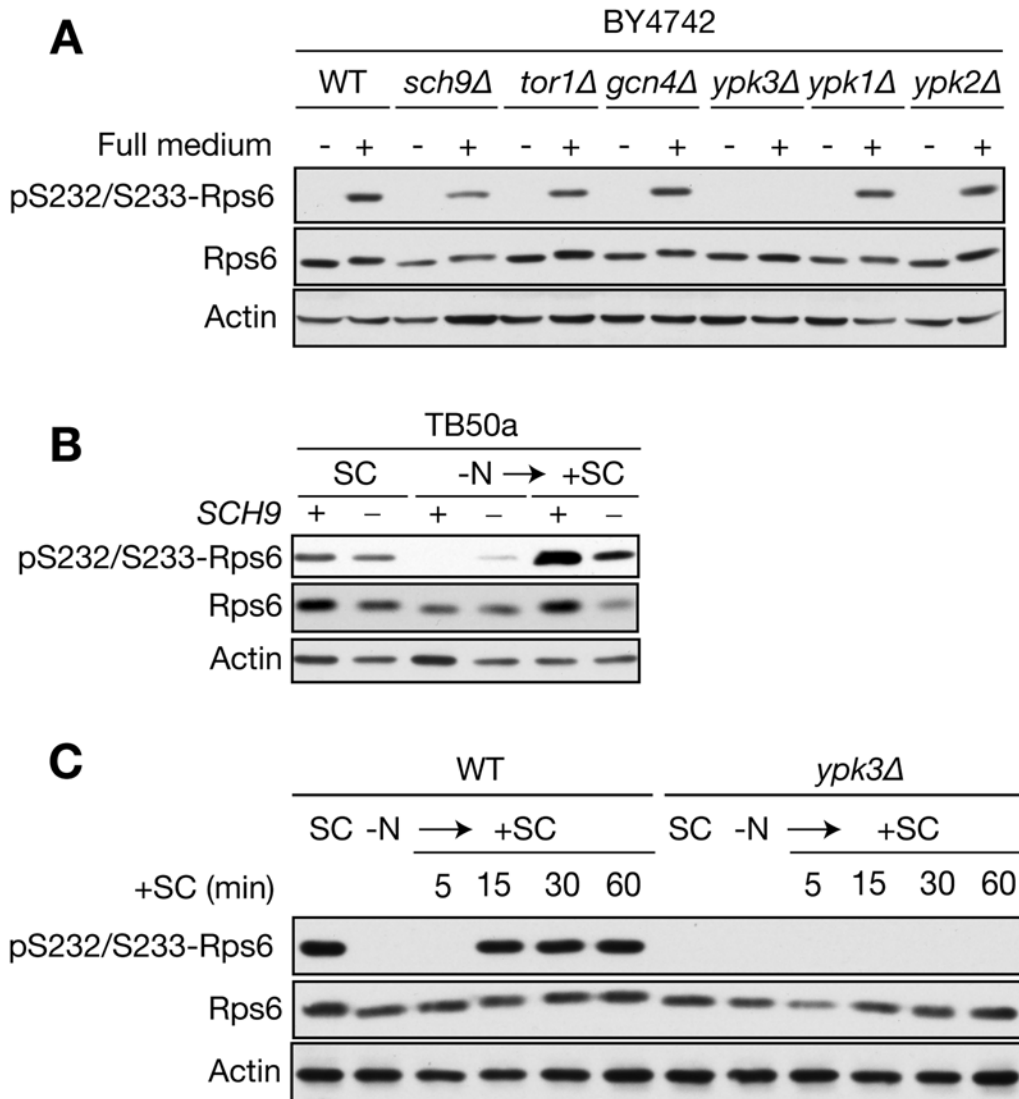 A
BY4742
WT sch9Δ tor1Δ gcn4Δ ypk3Δ ypk1Δ ypk2Δ
Full medium - + - + - + - + - + - + - +
pS232/S233-Rps6
Rps6
Actin
B
TB50a
SC -N → +SC
SCH9 + – + – + –
pS232/S233-Rps6
Rps6
Actin
C
WT ypk3Δ
SC -N → +SC SC -N → +SC
+SC (min) 5 15 30 60 5 15 30 60
pS232/S233-Rps6
Rps6
Actin